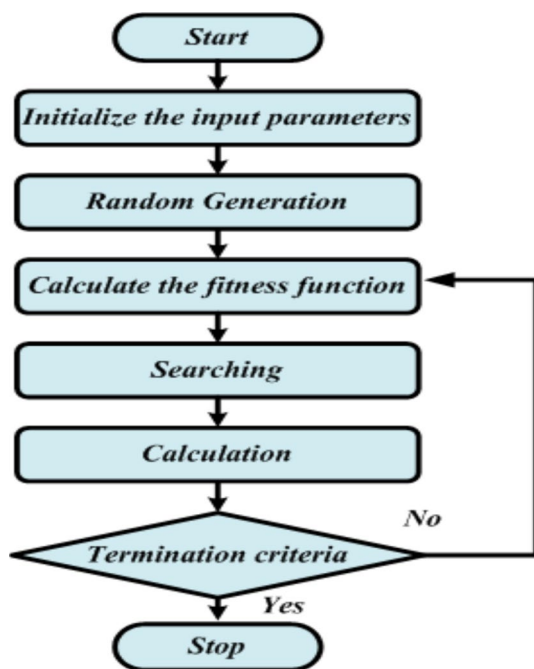 Start
Initialize the input parameters
Random Generation
Calculate the fitness function
Searching
Calculation
Termination criteria
No
Yes
Stop